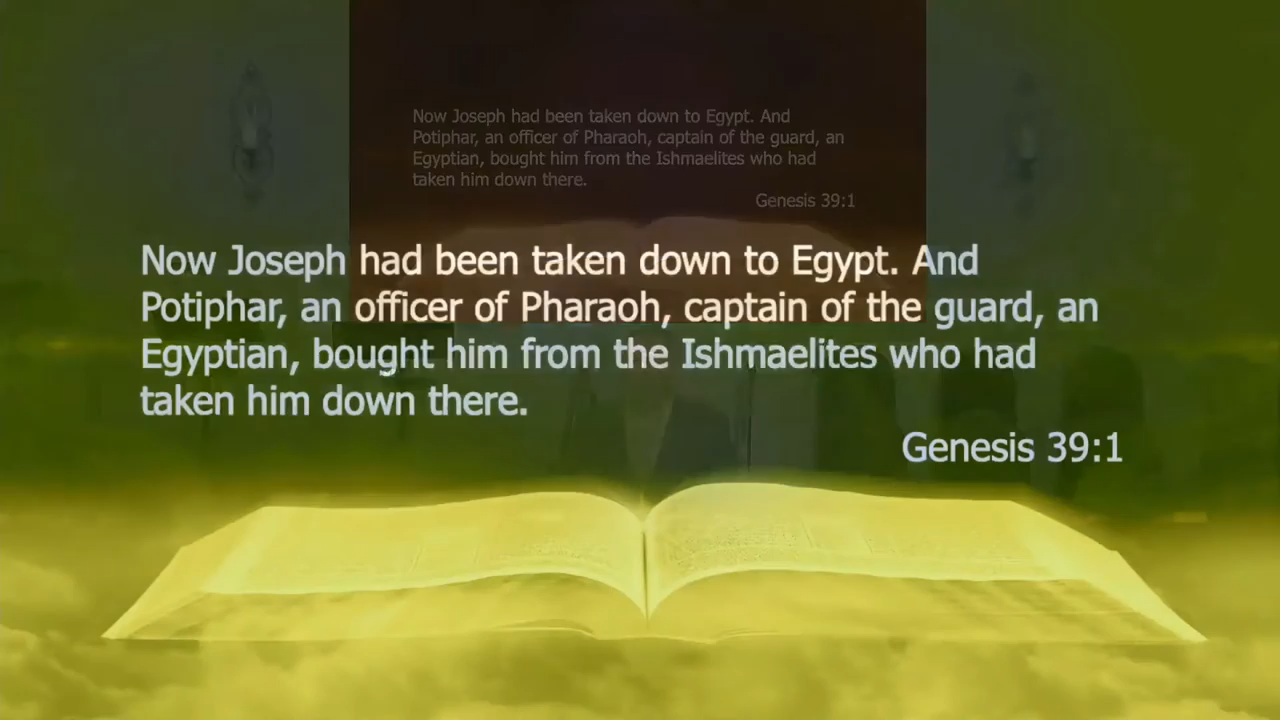 Now Joseph had been taken down to Egypt. And
Potiphar, an officer of Pharaoh, captain of the guard, an
Egyptian, bought him from the Ishmaelites who had
taken him down there.
Genesis 39:1
Now Joseph had been taken down to Egypt. And
Potiphar, an officer of Pharaoh, captain of the guard, an
Egyptian, bought him from the Ishmaelites who had
taken him down there.
Genesis 39:1